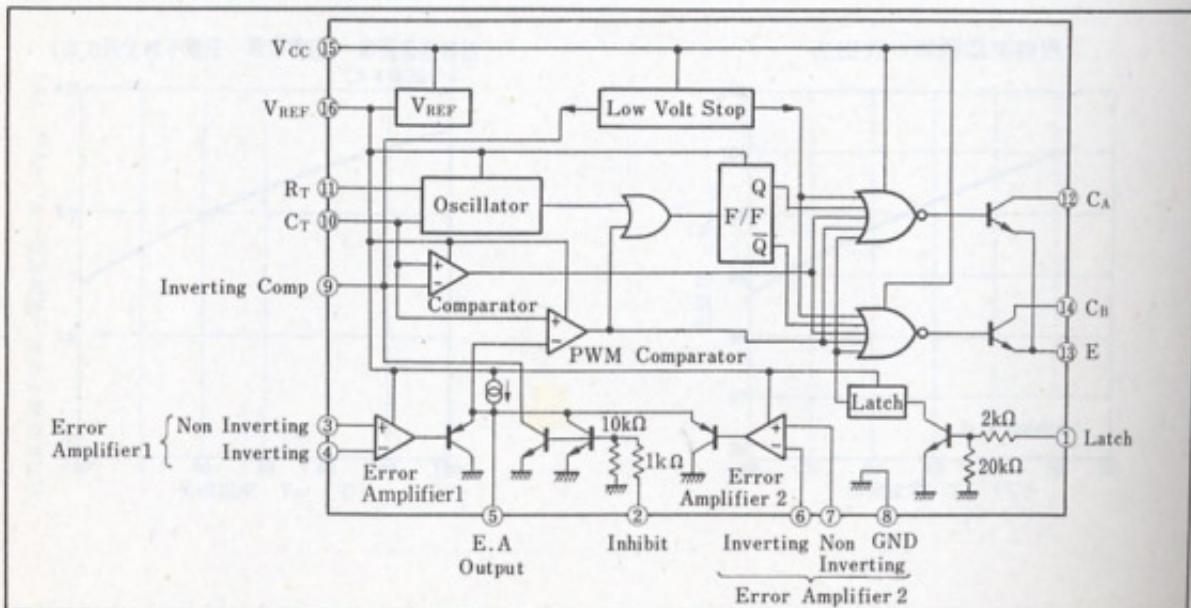 VCC ⑮
VREF ⑯
VREF
Low Volt Stop
RT ⑪
CT ⑩
Oscillator
Q
F/F
Q̅
⑫ CA
Inverting Comp ⑨
+
−
Comparator
+
−
PWM Comparator
⑭ CB
⑬ E
Error
Amplifier1
Non Inverting ③
Inverting ④
+
−
Error
Amplifier1
10kΩ
1kΩ
+
−
Error
Amplifier 2
Latch
2kΩ
20kΩ
① Latch
⑤
E.A
Output
②
Inhibit
⑥
Inverting
⑦
Non
Inverting
⑧
GND
Error Amplifier 2